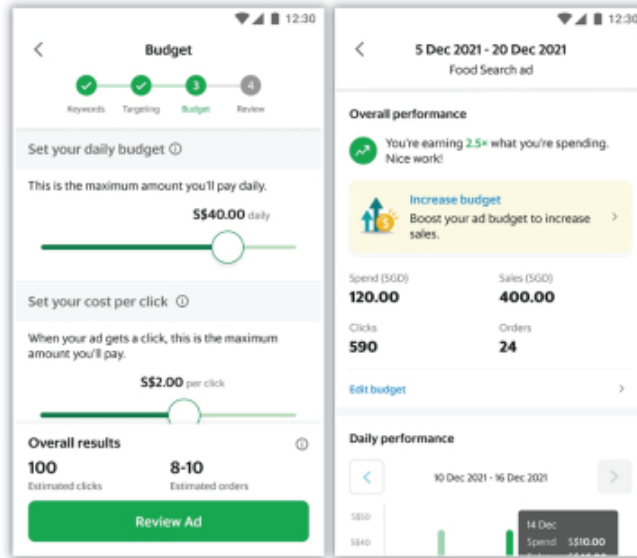 12:30
Budget
3
4
Keywords Targeting Budget Review
Set your daily budget
This is the maximum amount you'll pay daily.
S$40.00 daily
Set your cost per click
When your ad gets a click, this is the maximum
amount you'll pay.
S$2.00 per click
Overall results
100 8-10
Estimated clicks Estimated orders
Review Ad
12:30
5 Dec 2021 - 20 Dec 2021
Food Search ad
Overall performance
You're earning 2.5× what you're spending.
Nice work!
Increase budget
Boost your ad budget to increase
sales.
Spend (SGD) Sales (SGD)
120.00 400.00
Clicks Orders
590 24
Edit budget
Daily performance
10 Dec 2021 - 16 Dec 2021
S$50
14 Dec
S$40
Spend S$10.00